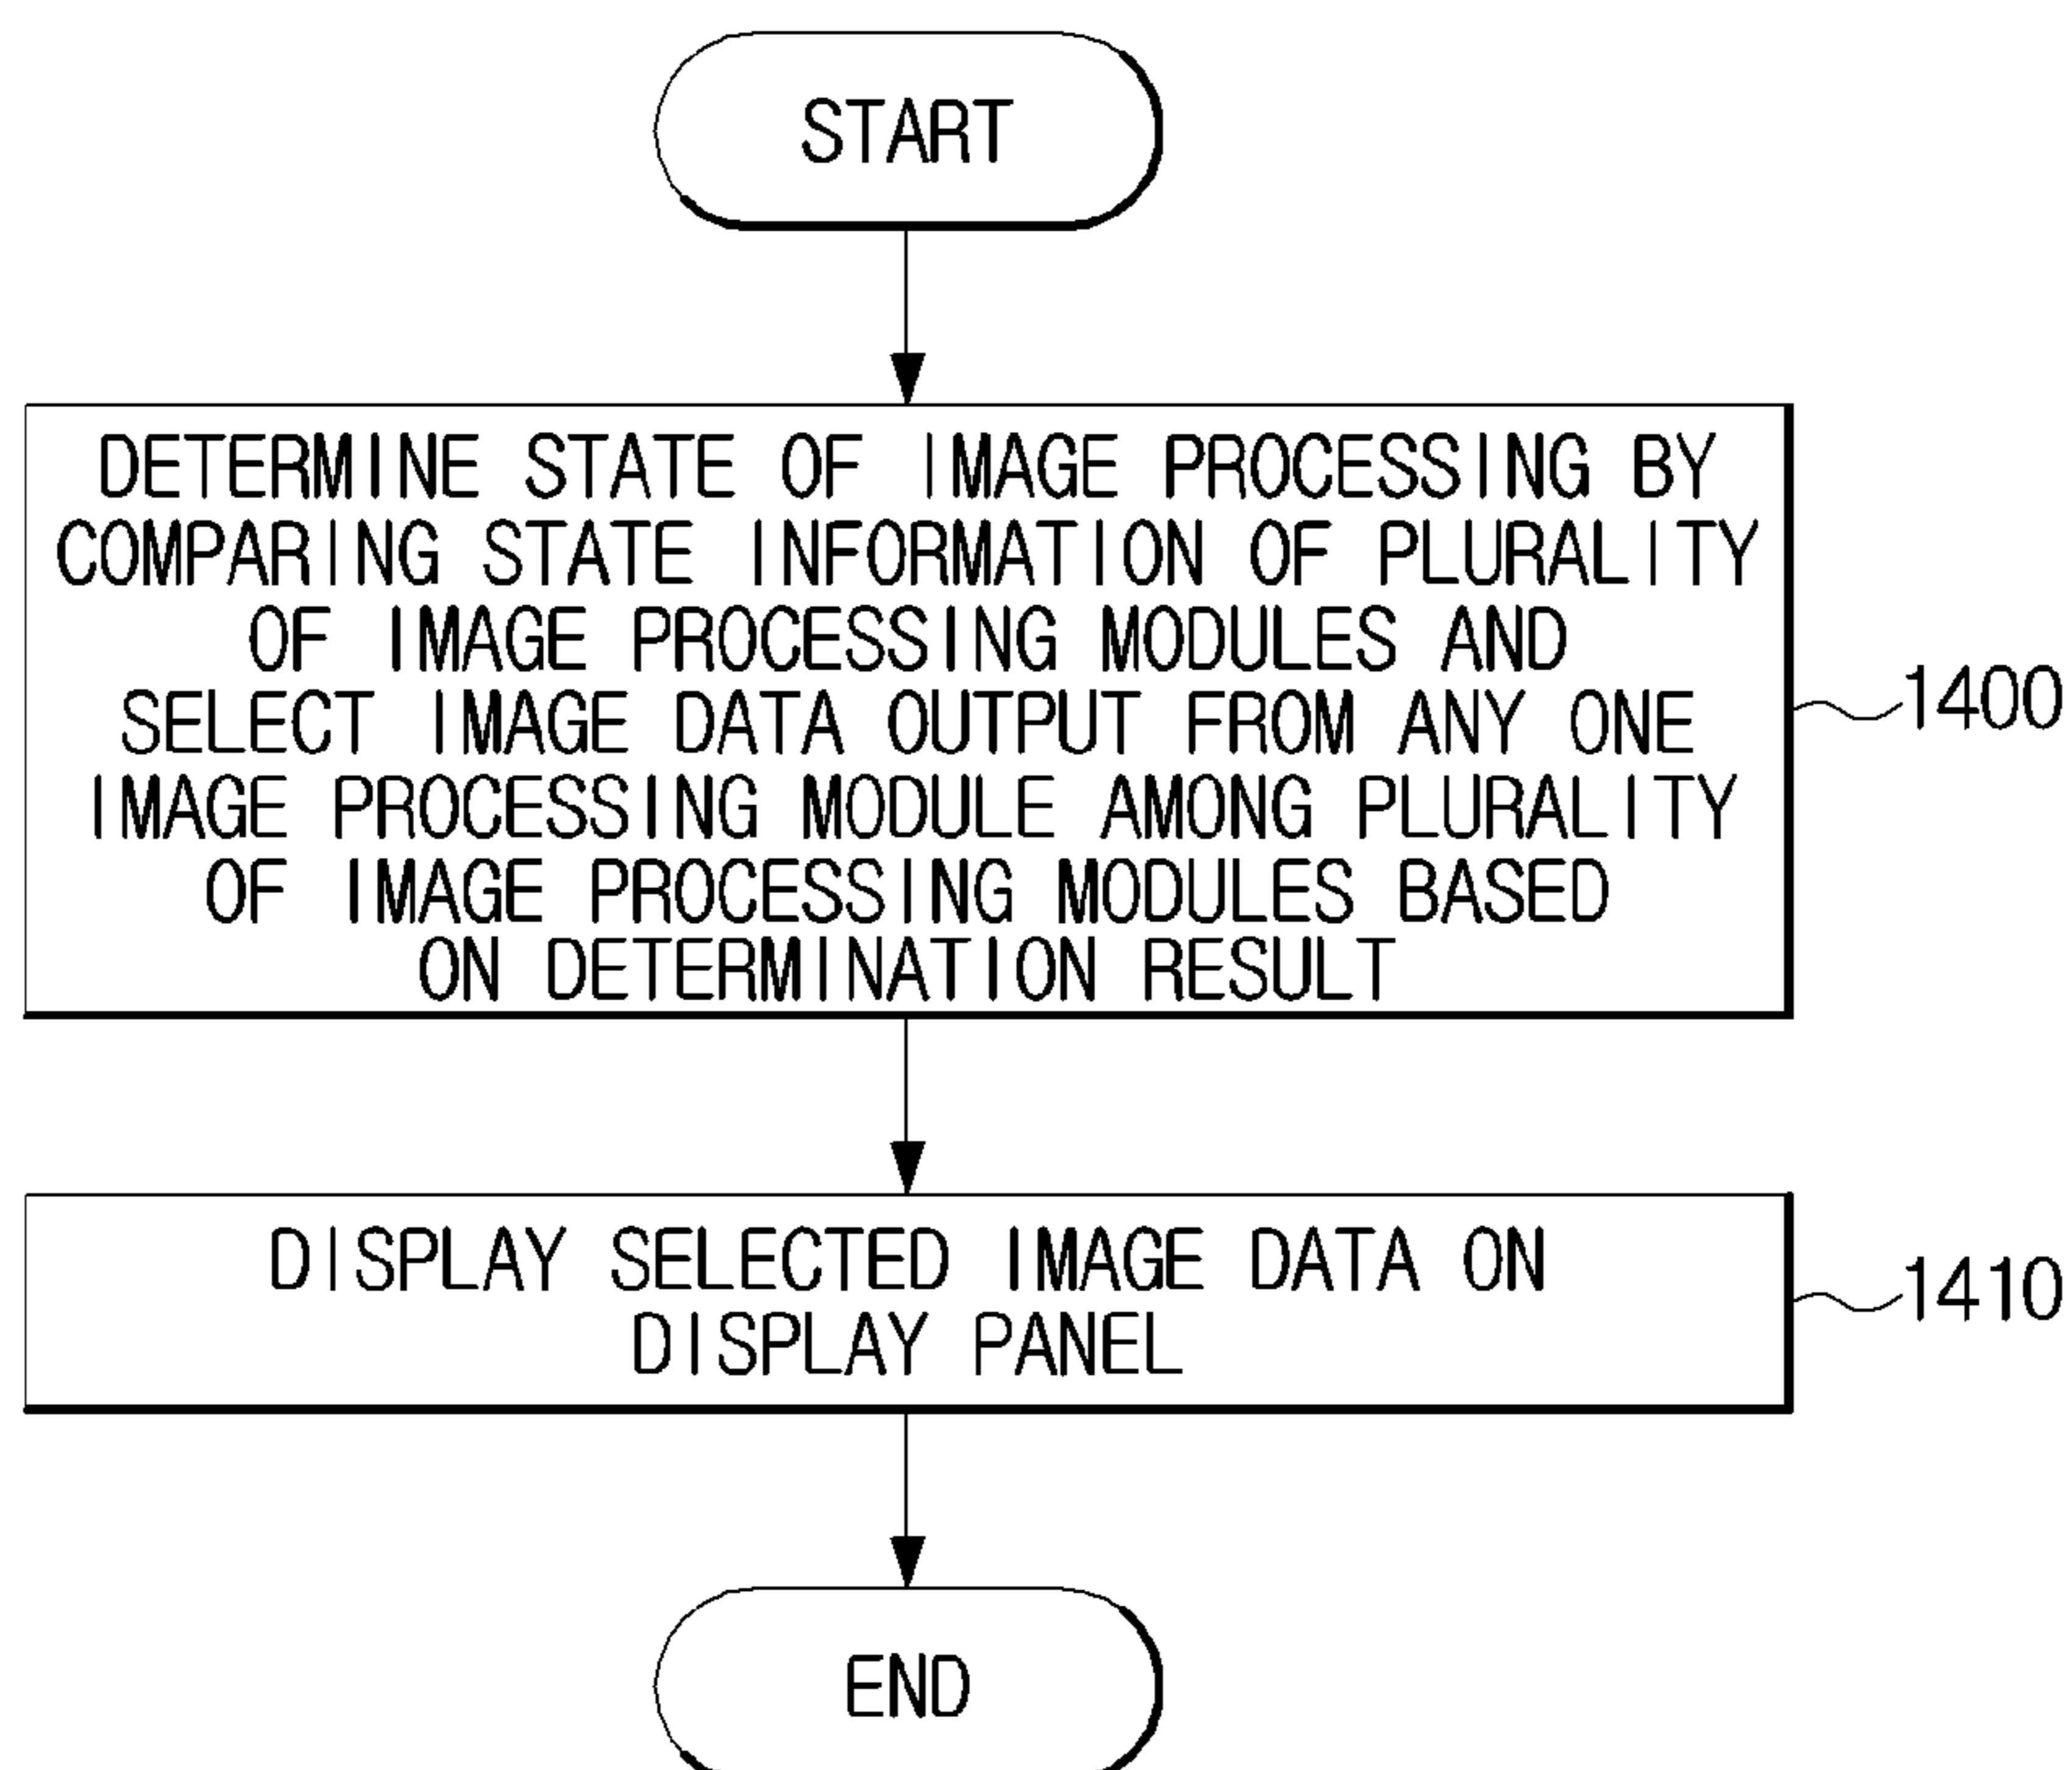 START
DETERMINE STATE OF IMAGE PROCESSING BY
COMPARING STATE INFORMATION OF PLURALITY
OF IMAGE PROCESSING MODULES AND
SELECT IMAGE DATA OUTPUT FROM ANY ONE
IMAGE PROCESSING MODULE AMONG PLURALITY
OF IMAGE PROCESSING MODULES BASED
ON DETERMINATION RESULT
1400
DISPLAY SELECTED IMAGE DATA ON
DISPLAY PANEL
1410
END